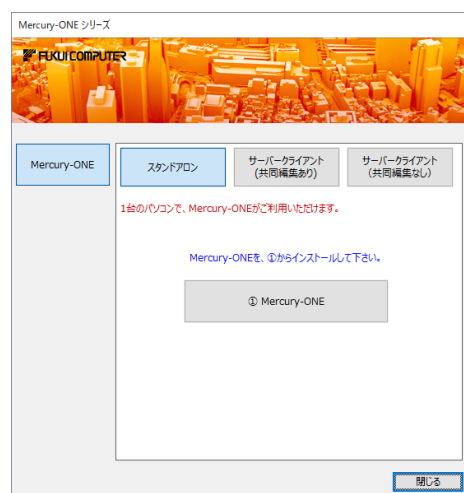 Mercury-ONE シリーズ
FUKUI COMPUTER
Mercury-ONE
スタンドアロン
サーバークライアント
(共同編集あり)
サーバークライアント
(共同編集なし)
1台のパソコンで、Mercury-ONEがご利用いただけます。
Mercury-ONEを、①からインストールして下さい。
① Mercury-ONE
閉じる